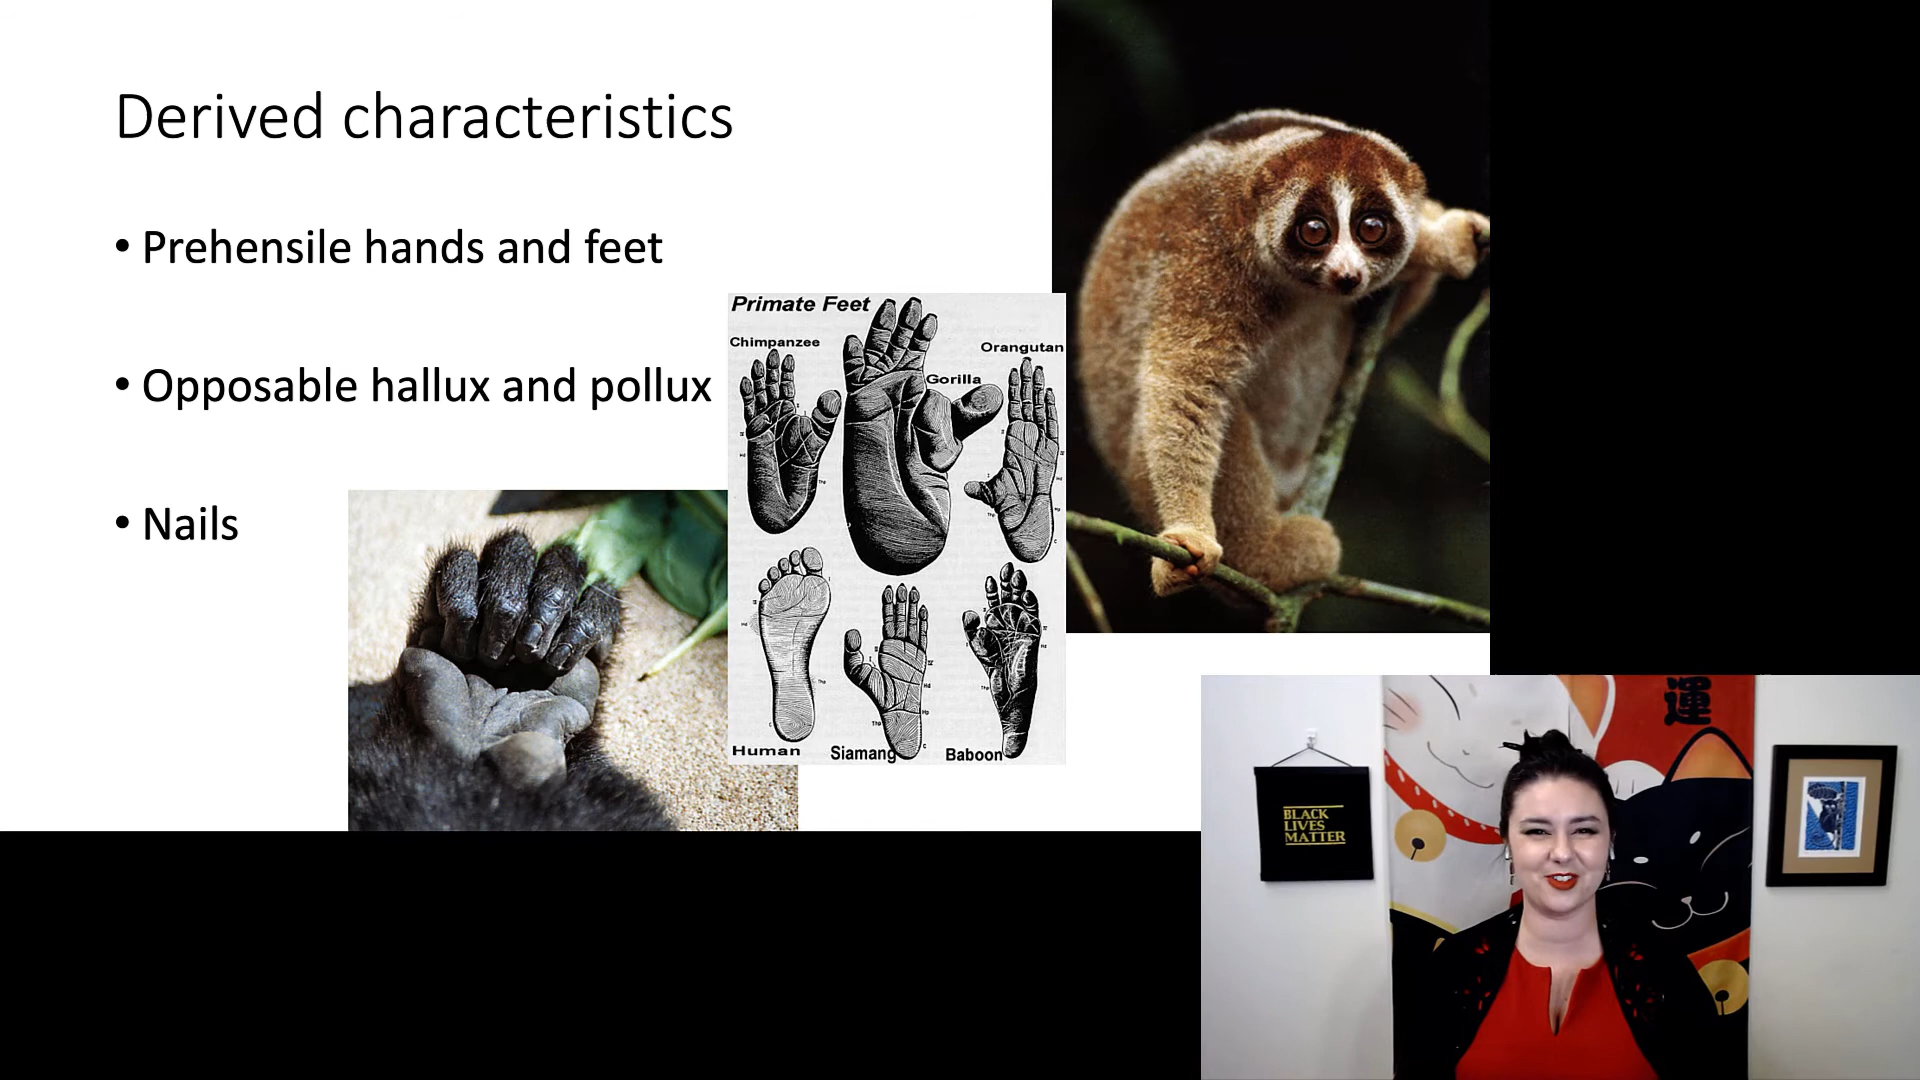 Derived characteristics
• Prehensile hands and feet
• Opposable hallux and pollux
• Nails
Primate Feet
Chimpanzee
Orangutan
Gorilla
Human
Siamang
Baboon
運
BLACK
LIVES
MATTER